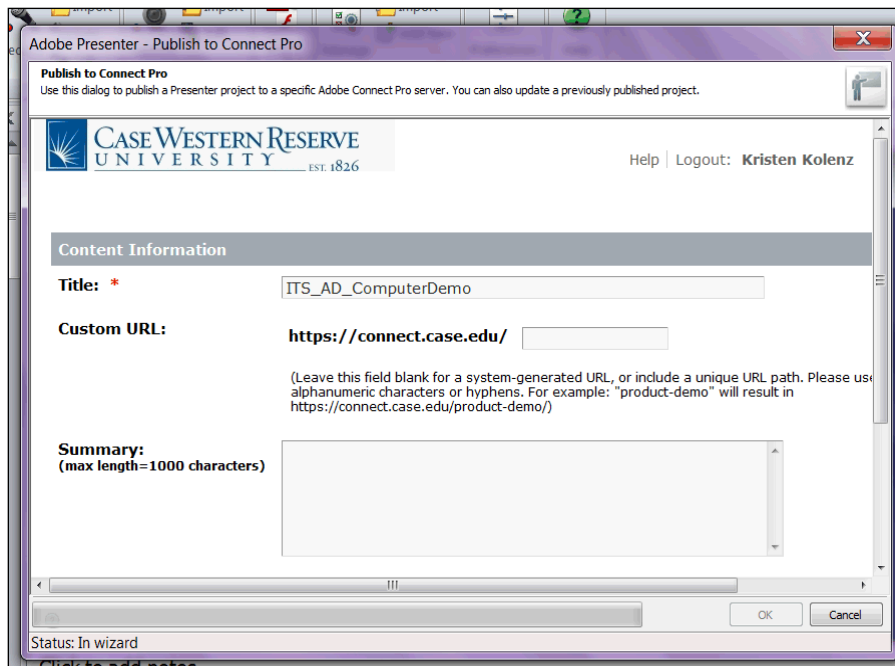 Adobe Presenter - Publish to Connect Pro
Publish to Connect Pro
Use this dialog to publish a Presenter project to a specific Adobe Connect Pro server. You can also update a previously published project.
CASE WESTERN RESERVE
UNIVERSITY EST. 1826
Help Logout: Kristen Kolenz
Content Information
Title: * ITS_AD_ComputerDemo
Custom URL: https://connect.case.edu/
(Leave this field blank for a system-generated URL, or include a unique URL path. Please use
alphanumeric characters or hyphens. For example: "product-demo" will result in
https://connect.case.edu/product-demo/)
Summary:
(max length=1000 characters)
OK Cancel
Status: In wizard
Click to add notes